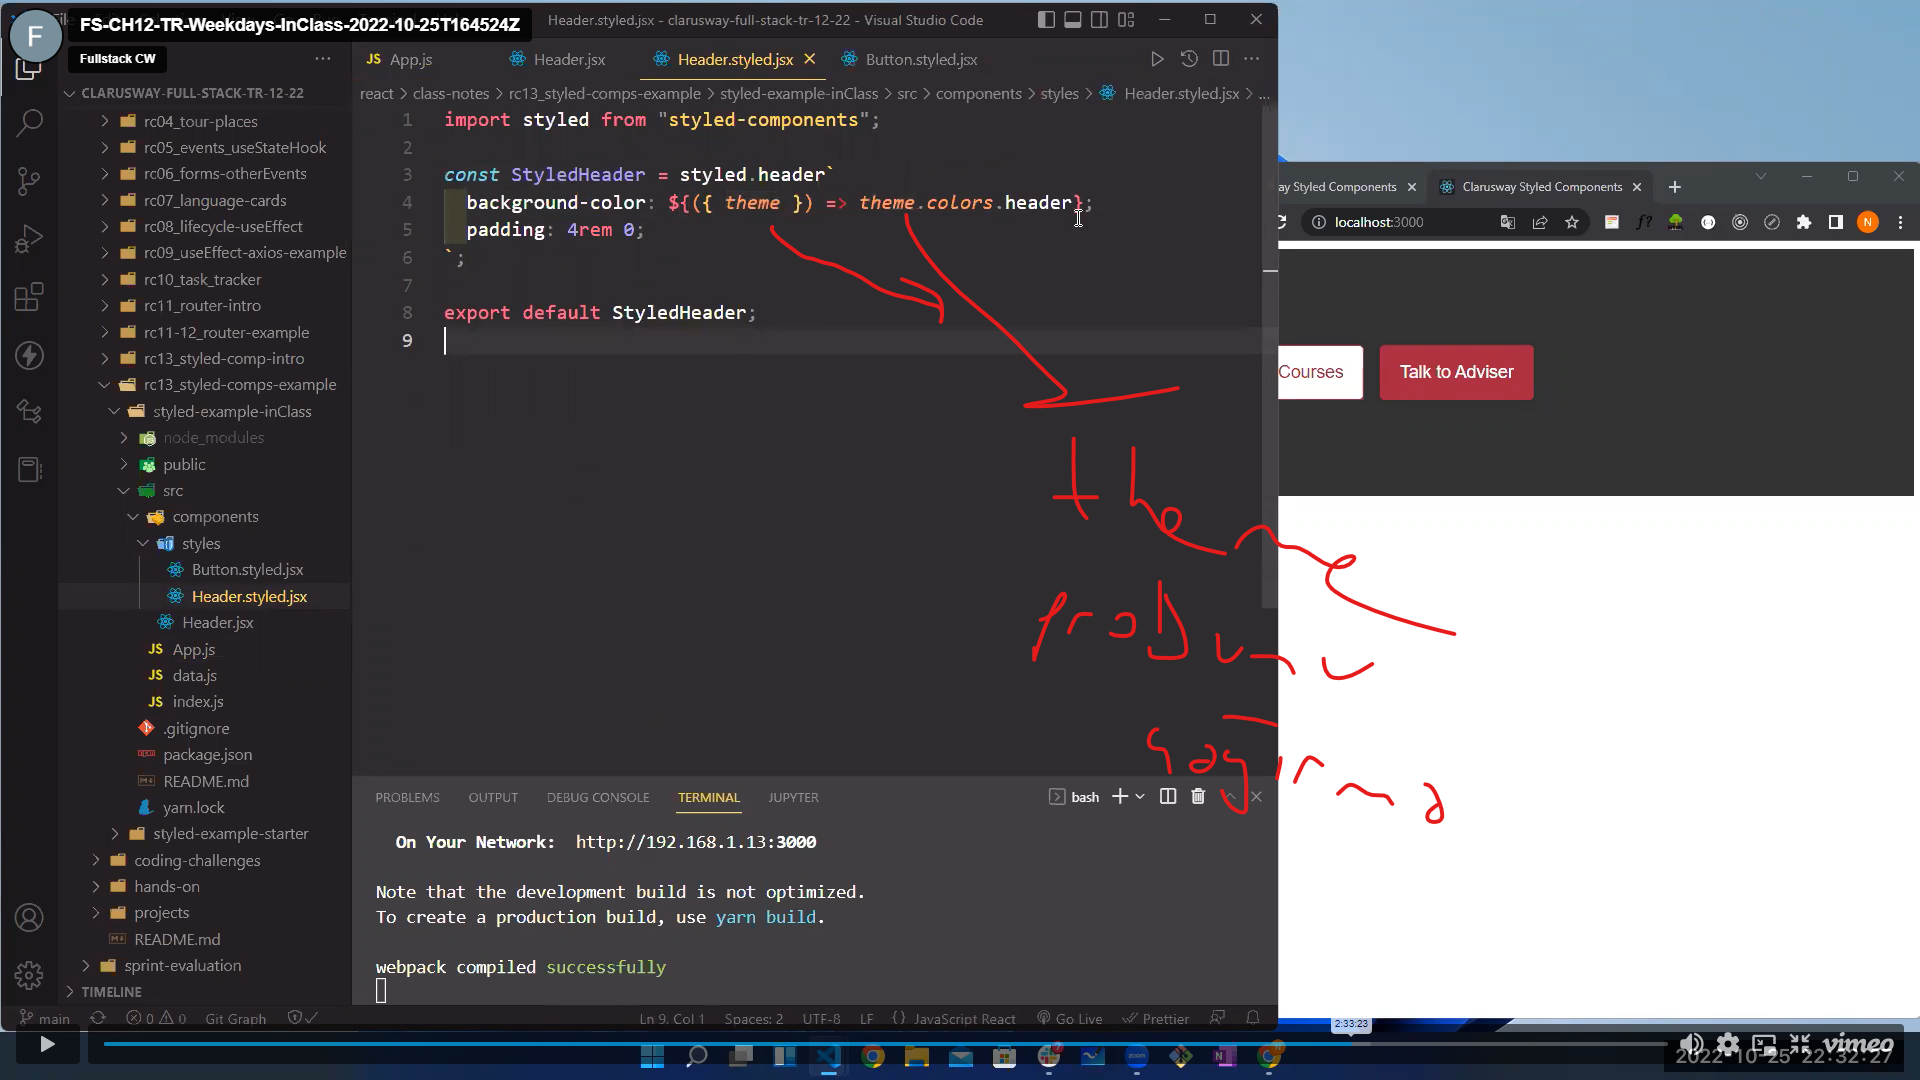 F
FS-CH12-TR-Weekdays-InClass-2022-10-25T164524Z
Fullstack CW
Header.styled.jsx - clarusway-full-stack-tr-12-22 - Visual Studio Code
CLARUSWAY-FULL-STACK-TR-12-22
rc04_tour-places
rc05_events_useStateHook
rc06_forms-otherEvents
rc07_language-cards
rc08_lifecycle-useEffect
rc09_useEffect-axios-example
rc10_task_tracker
rc11_router-intro
rc11-12_router-example
rc13_styled-comp-intro
rc13_styled-comps-example
styled-example-inClass
node_modules
public
src
components
styles
Button.styled.jsx
Header.styled.jsx
Header.jsx
JS App.js
JS data.js
JS index.js
.gitignore
package.json
README.md
yarn.lock
styled-example-starter
coding-challenges
hands-on
projects
README.md
sprint-evaluation
TIMELINE
JS App.js Header.jsx Header.styled.jsx Button.styled.jsx
react > class-notes > rc13_styled-comps-example > styled-example-inClass > src > components > styles > Header.styled.jsx > ...
1 import styled from "styled-components";
2
3 const StyledHeader = styled.header`
4 background-color: ${({ theme }) => theme.colors.header};
5 padding: 4rem 0;
6 `;
7
8 export default StyledHeader;
9
theme
PROBLEMS OUTPUT DEBUG CONSOLE TERMINAL JUPYTER bash
On Your Network: http://192.168.1.13:3000
Note that the development build is not optimized.
To create a production build, use yarn build.
webpack compiled successfully
main 0 0 Git Graph Ln 9, Col 1 Spaces: 2 UTF-8 LF {} JavaScript React Go Live Prettier
ay Styled Components Clarusway Styled Components
localhost:3000
N
Courses
Talk to Adviser
2:33:23
vimeo
2022-10-25 22:32:27